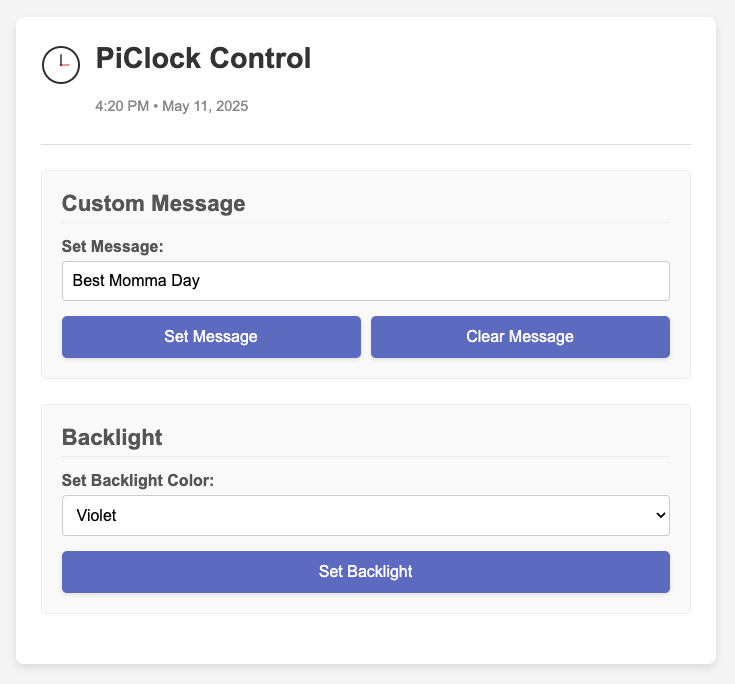 PiClock Control
4:20 PM • May 11, 2025
Custom Message
Set Message:
Best Momma Day
Set Message
Clear Message
Backlight
Set Backlight Color:
Violet
Set Backlight